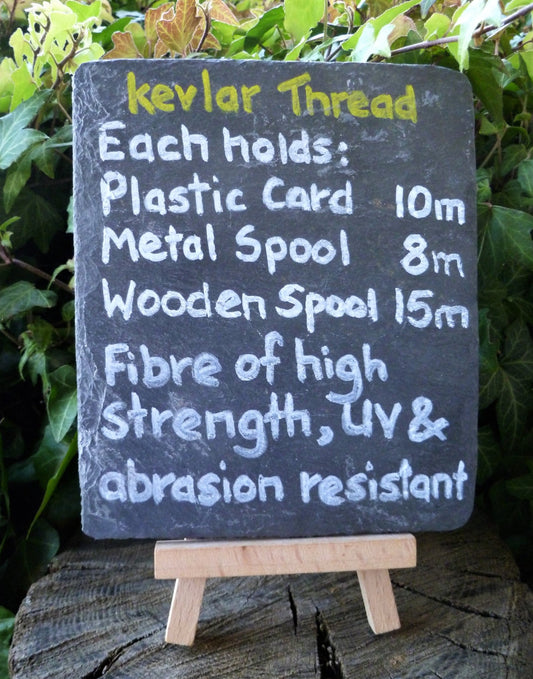 kevlar Thread
Each holds:
Plastic Card 10m
Metal Spool 8m
Wooden Spool 15m
Fibre of high
strength, UV &
abrasion resistant